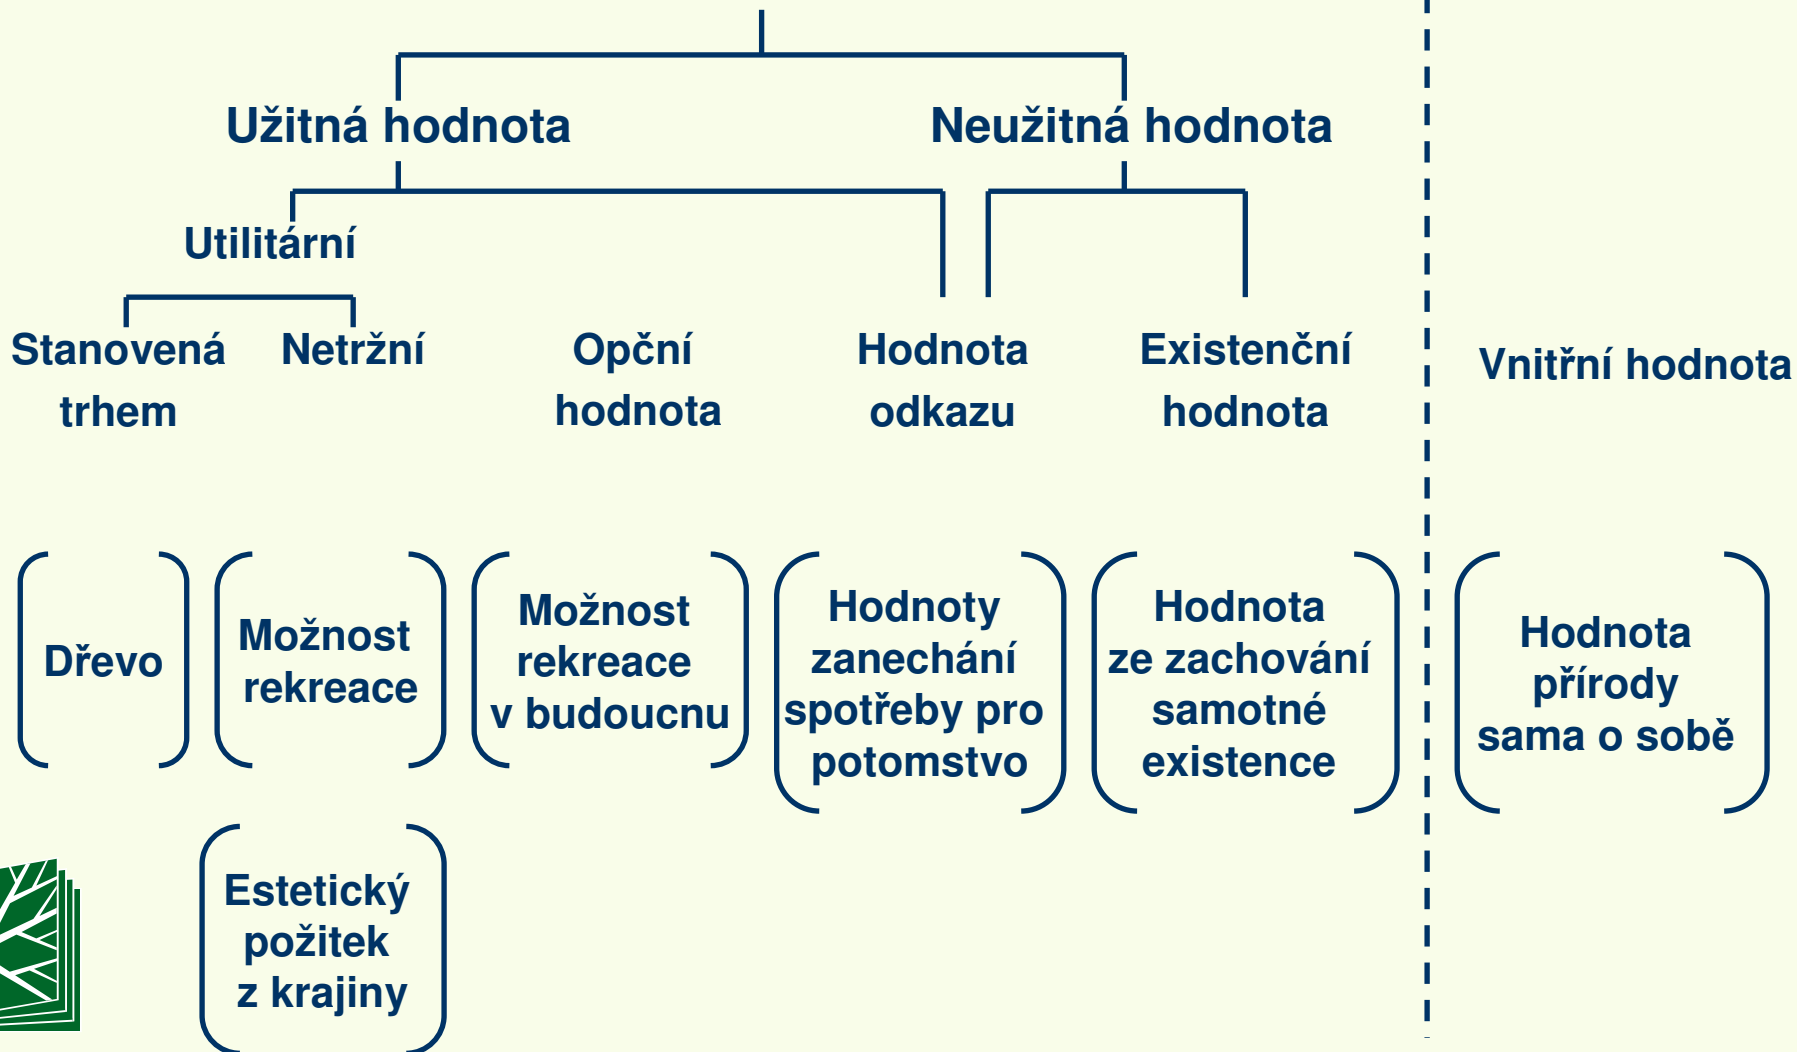 Užitná hodnota
Neužitná hodnota
Utilitární
Stanovená
trhem
Netržní
Opční
hodnota
Hodnota
odkazu
Existenční
hodnota
Vnitřní hodnota
Dřevo
Možnost
rekreace
Možnost
rekreace
v budoucnu
Hodnoty
zanechání
spotřeby pro
potomstvo
Hodnota
ze zachování
samotné
existence
Hodnota
přírody
sama o sobě
Estetický
požitek
z krajiny